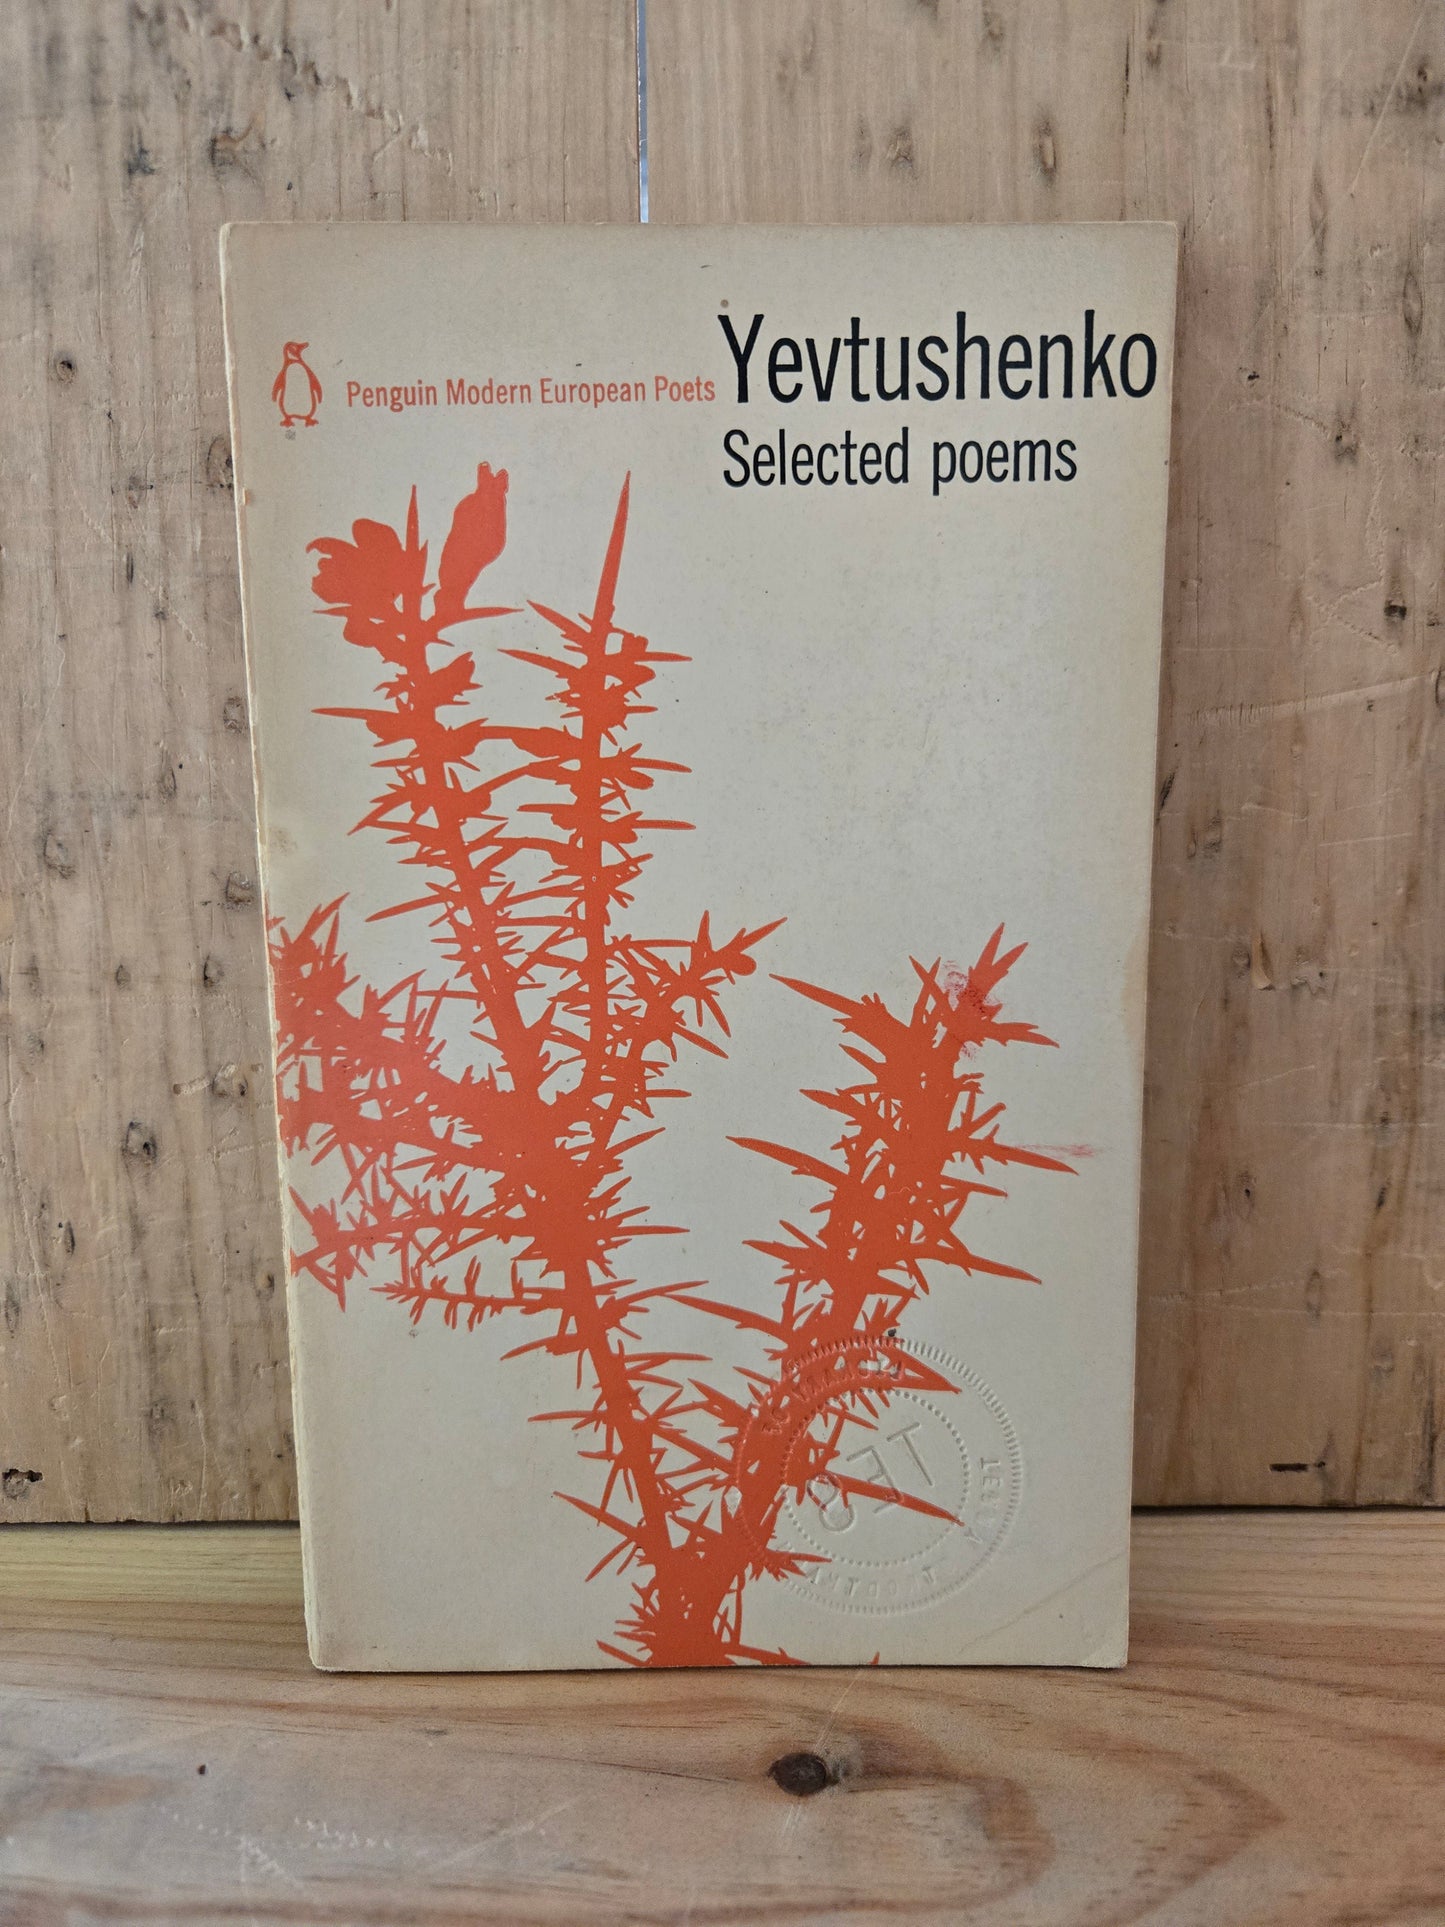 Penguin Modern European Poets
Yevtushenko
Selected poems